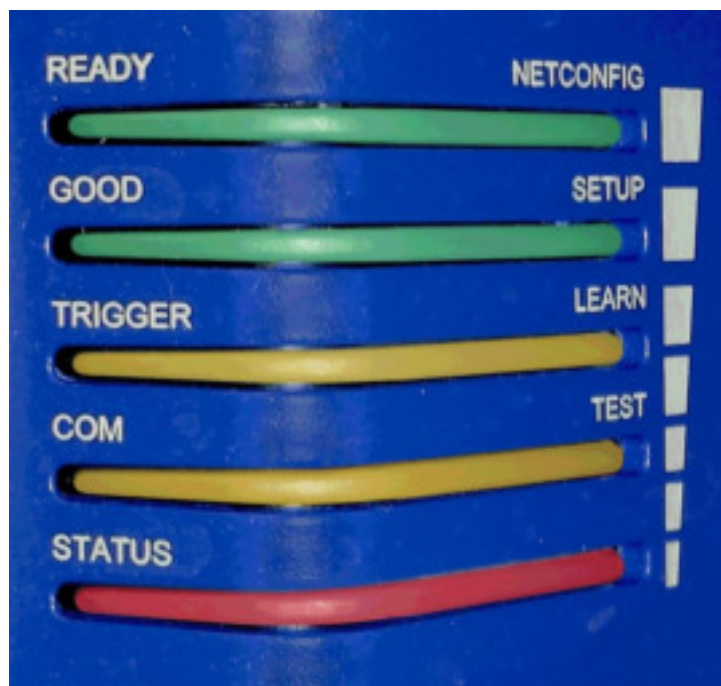 READY NETCONFIG
GOOD SETUP
TRIGGER LEARN
COM TEST
STATUS